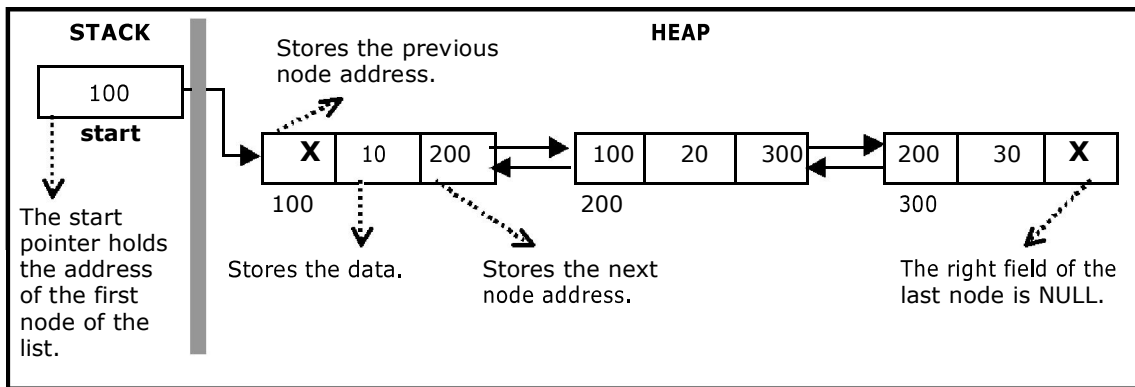 STACK
HEAP
Stores the previous
node address.
100
start
X 10 200
100 20 300
200 30 X
100
200
300
The start
pointer holds
the address
of the first
node of the
list.
Stores the data.
Stores the next
node address.
The right field of the
last node is NULL.